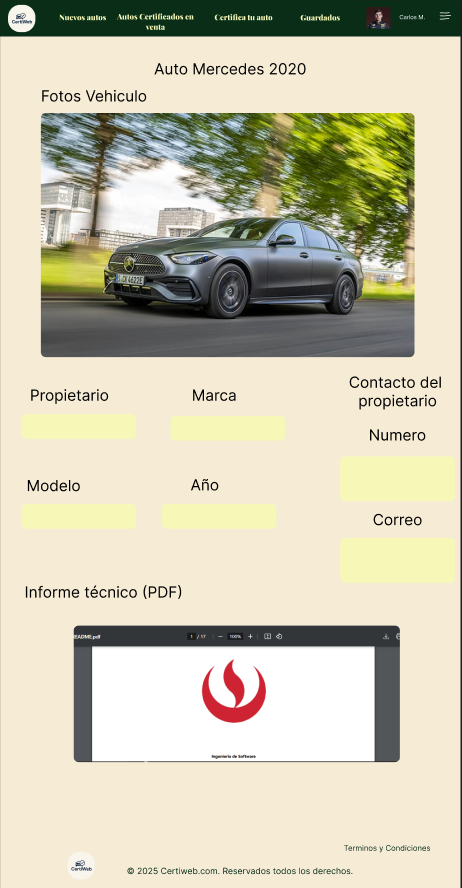 CertiWeb
Nuevos autos
Autos Certificados en
venta
Certifica tu auto
Guardados
Carlos M.
Auto Mercedes 2020
Fotos Vehiculo
Propietario
Marca
Contacto del
propietario
Numero
Modelo
Año
Correo
Informe técnico (PDF)
README.pdf
1 / 17
100%
Ingeniería de Software
Terminos y Condiciones
CertiWeb
© 2025 Certiweb.com. Reservados todos los derechos.